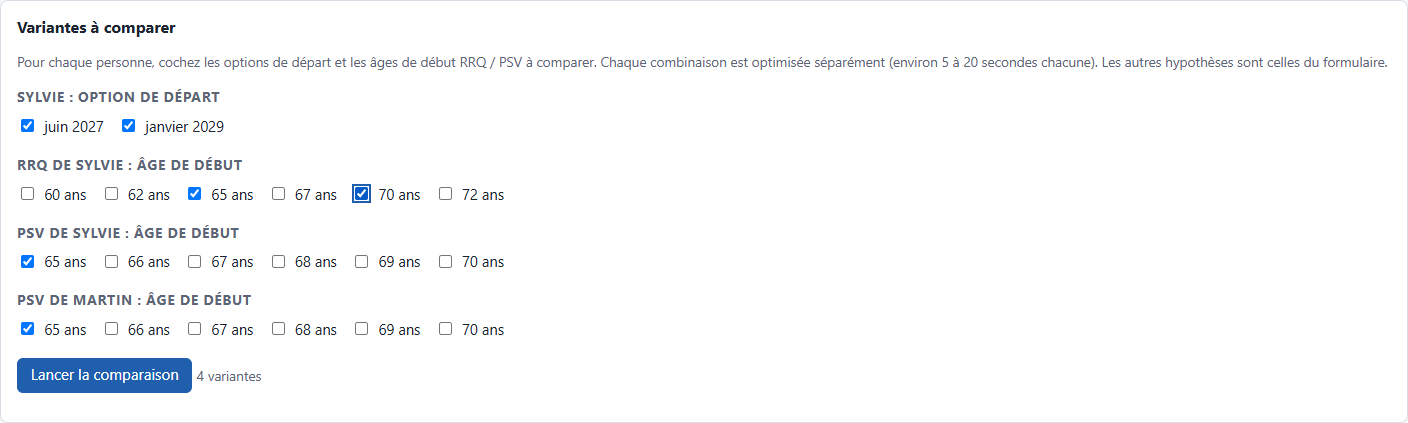 Variantes à comparer
Pour chaque personne, cochez les options de départ et les âges de début RRQ / PSV à comparer. Chaque combinaison est optimisée séparément (environ 5 à 20 secondes chacune). Les autres hypothèses sont celles du formulaire.
SYLVIE : OPTION DE DÉPART
juin 2027 janvier 2029
RRQ DE SYLVIE : ÂGE DE DÉBUT
60 ans 62 ans 65 ans 67 ans 70 ans 72 ans
PSV DE SYLVIE : ÂGE DE DÉBUT
65 ans 66 ans 67 ans 68 ans 69 ans 70 ans
PSV DE MARTIN : ÂGE DE DÉBUT
65 ans 66 ans 67 ans 68 ans 69 ans 70 ans
Lancer la comparaison 4 variantes